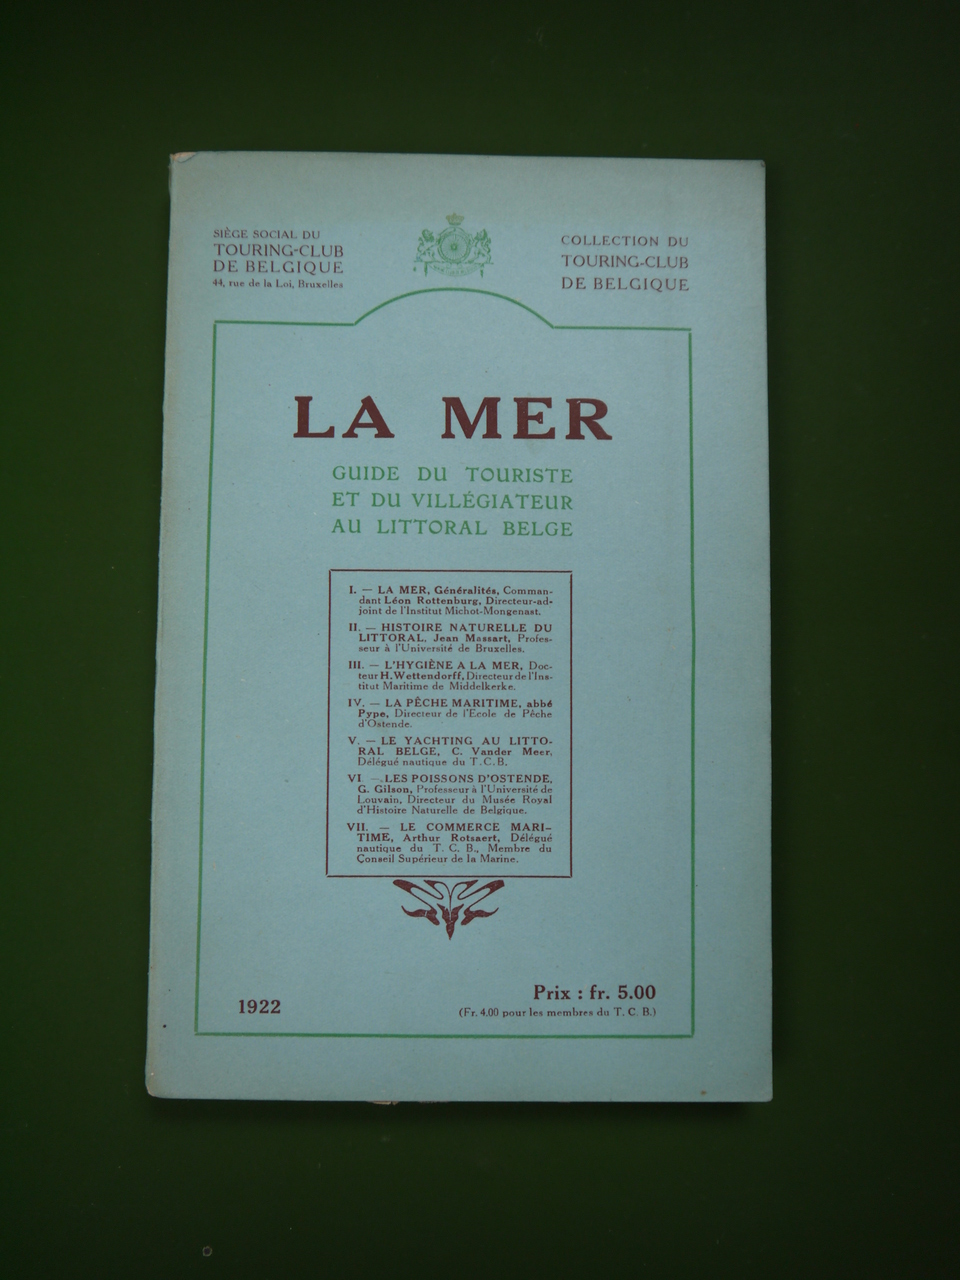 SIÈGE SOCIAL DU
TOURING-CLUB
DE BELGIQUE
44, rue de la Loi, Bruxelles
COLLECTION DU
TOURING-CLUB
DE BELGIQUE
LA MER
GUIDE DU TOURISTE
ET DU VILLÉGIATEUR
AU LITTORAL BELGE
I. — LA MER, Généralités, Comman-
dant Léon Rottenburg, Directeur-ad-
joint de l'Institut Michot-Mongenast.
II. — HISTOIRE NATURELLE DU
LITTORAL, Jean Massart, Profes-
seur à l'Université de Bruxelles.
III. — L'HYGIÈNE A LA MER, Doc-
teur H. Wettendorff, Directeur de l'Ins-
titut Maritime de Middelkerke.
IV. — LA PÊCHE MARITIME, abbé
Pype, Directeur de l'Ecole de Pêche
d'Ostende.
V. — LE YACHTING AU LITTO-
RAL BELGE, C. Vander Meer,
Délégué nautique du T.C.B.
VI — LES POISSONS D'OSTENDE,
G. Gilson, Professeur à l'Université de
Louvain, Directeur du Musée Royal
d'Histoire Naturelle de Belgique.
VII. — LE COMMERCE MARI-
TIME, Arthur Rotsaert, Délégué
nautique du T. C. B., Membre du
Conseil Supérieur de la Marine.
1922
Prix : fr. 5.00
(Fr. 4.00 pour les membres du T. C. B.)